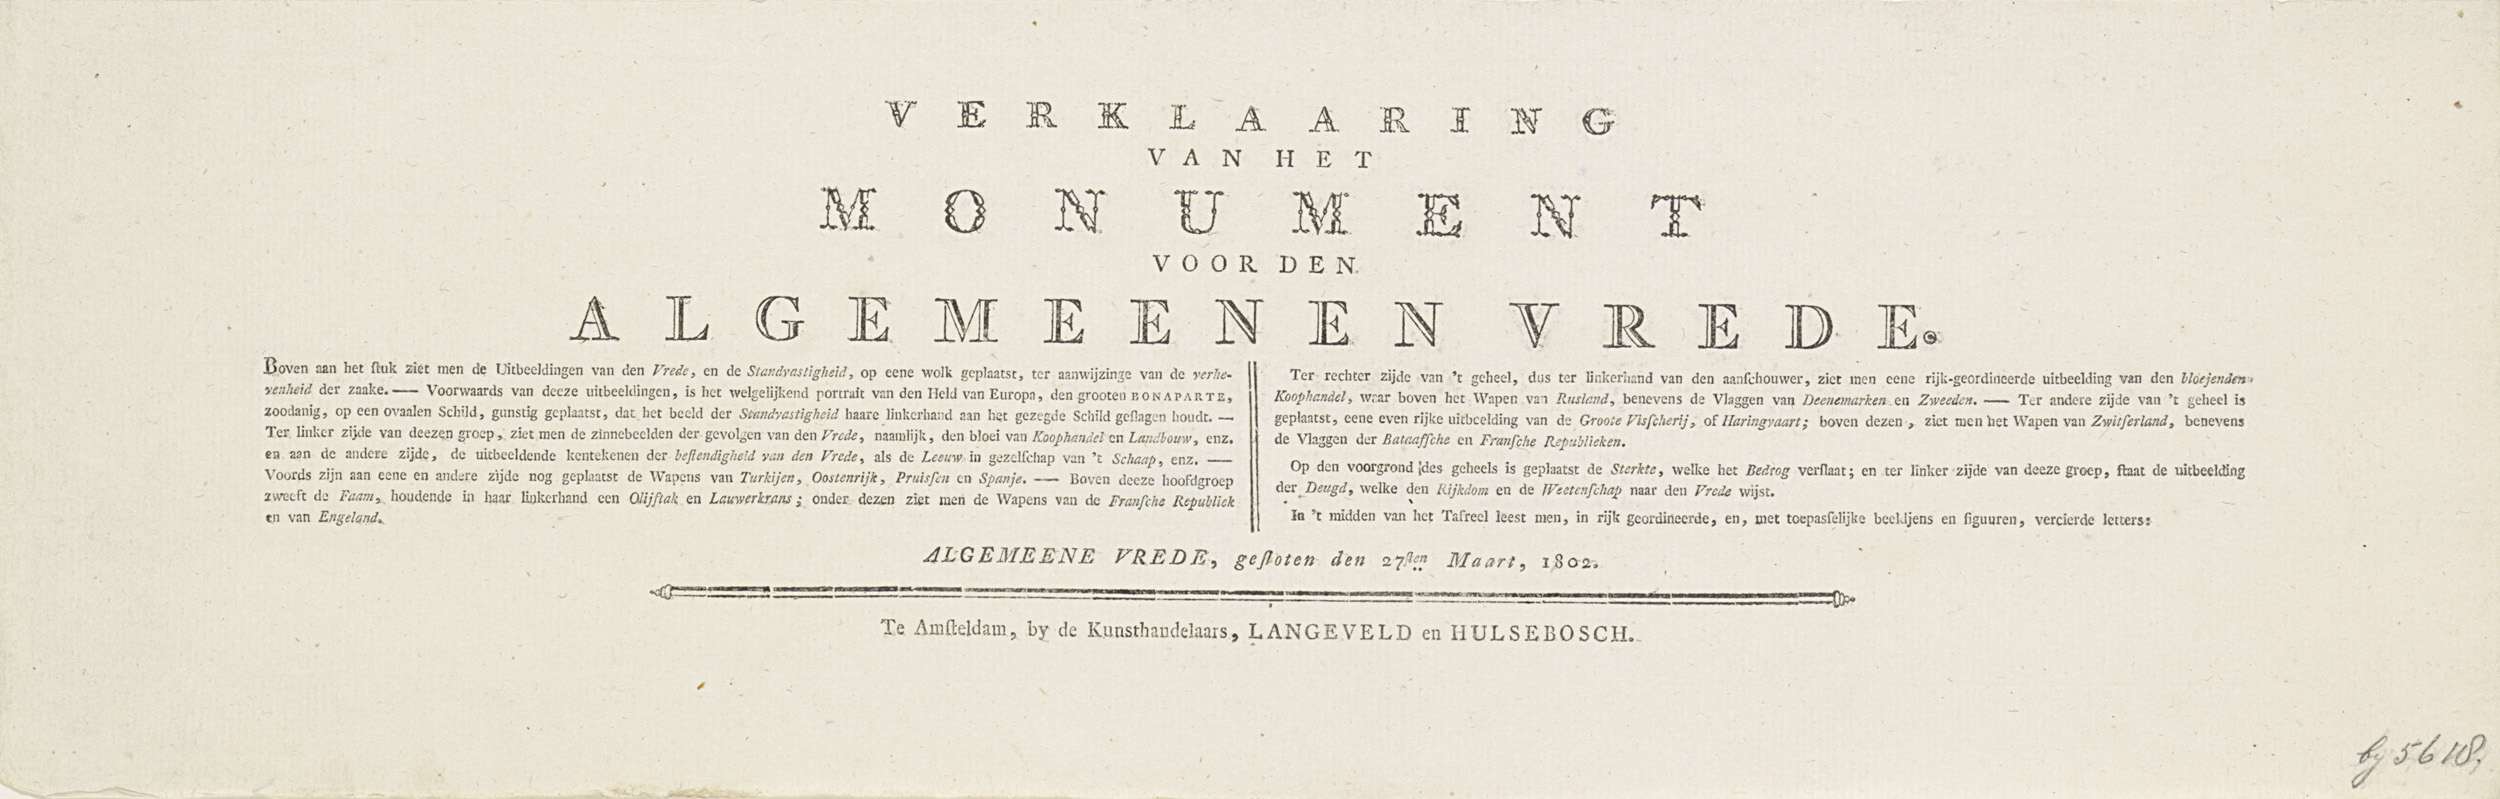 VERKLAARING
VAN HET
MONUMENT
VOOR DEN
ALGEMEENEN VREDE.
Boven aan het ſtuk ziet men de Uitbeeldingen van den Vrede, en de Standvastigheid, op eene wolk geplaatst, ter aanwijzinge van de verhe-
venheid der zaake. — Voorwaards van deeze uitbeeldingen, is het welgelijkend portrait van den Held van Europa, den grooten BONAPARTE,
zoodanig, op een ovaalen Schild, gunstig geplaatst, dat het beeld der Standvastigheid haare linkerhand aan het gezegde Schild geſlagen houdt. —
Ter linker zijde van deezen groep, ziet men de zinnebeelden der gevolgen van den Vrede, naamlijk, den bloei van Koophandel en Landbouw, enz.
en aan de andere zijde, de uitbeeldende kentekenen der beſtendigheid van den Vrede, als de Leeuw in gezelſchap van 't Schaap, enz. —
Voords zijn aan eene en andere zijde nog geplaatst de Wapens van Turkijen, Oostenrijk, Pruisſen en Spanje. — Boven deeze hoofdgroep
zweeft de Faam, houdende in haar linkerhand een Olijftak en Lauwerkrans; onder dezen ziet men de Wapens van de Franſche Republiek
en van Engeland.
Ter rechter zijde van 't geheel, dus ter linkerhand van den aanſchouwer, ziet men eene rijk-geordineerde uitbeelding van den bloejenden
Koophandel, waar boven het Wapen van Rusland, benevens de Vlaggen van Deenemarken en Zweeden. — Ter andere zijde van 't geheel is
geplaatst, eene even rijke uitbeelding van de Groote Visſcherij, of Haringvaart; boven dezen, ziet men het Wapen van Zwitſerland, benevens
de Vlaggen der Bataafſche en Franſche Republieken.
Op den voorgrond des geheels is geplaatst de Sterkte, welke het Bedrog verſlaat; en ter linker zijde van deeze groep, ſtaat de uitbeelding
der Deugd, welke den Rijkdom en de Weetenſchap naar den Vrede wijst.
In 't midden van het Tafreel leest men, in rijk geordineerde, en, met toepasſelijke beeldjens en figuuren, vercierde letters:
ALGEMEENE VREDE, geſloten den 27ſten Maart, 1802.
Te Amſteldam, by de Kunsthandelaars, LANGEVELD en HULSEBOSCH.
by 5618.